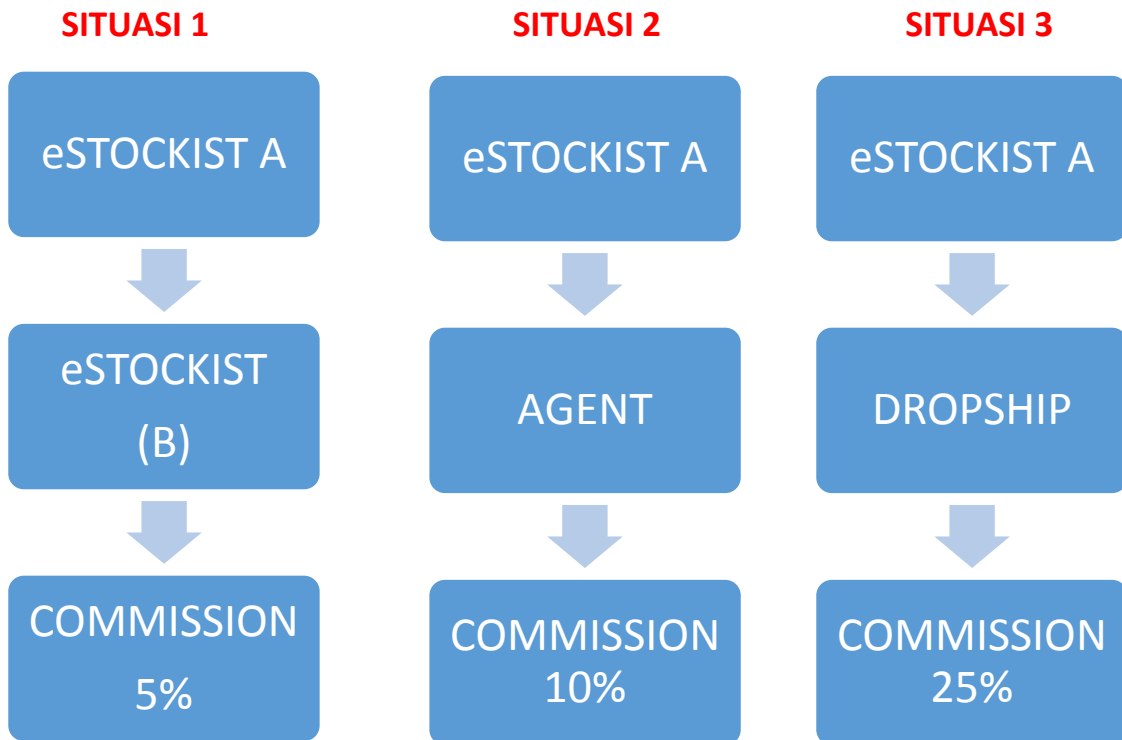 SITUASI 1
SITUASI 2
SITUASI 3
eSTOCKIST A
eSTOCKIST A
eSTOCKIST A
eSTOCKIST
(B)
AGENT
DROPSHIP
COMMISSION
5%
COMMISSION
10%
COMMISSION
25%